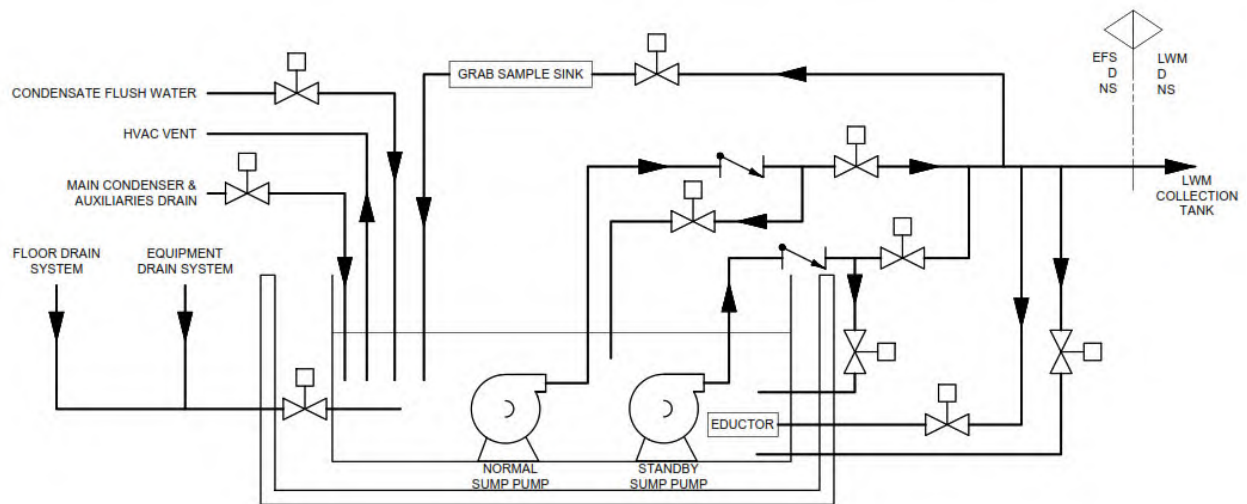 GRAB SAMPLE SINK
EFS
D
NS
LWM
D
NS
CONDENSATE FLUSH WATER
HVAC VENT
MAIN CONDENSER &
AUXILIARIES DRAIN
LWM
COLLECTION
TANK
FLOOR DRAIN
SYSTEM
EQUIPMENT
DRAIN SYSTEM
EDUCTOR
NORMAL
SUMP PUMP
STANDBY
SUMP PUMP